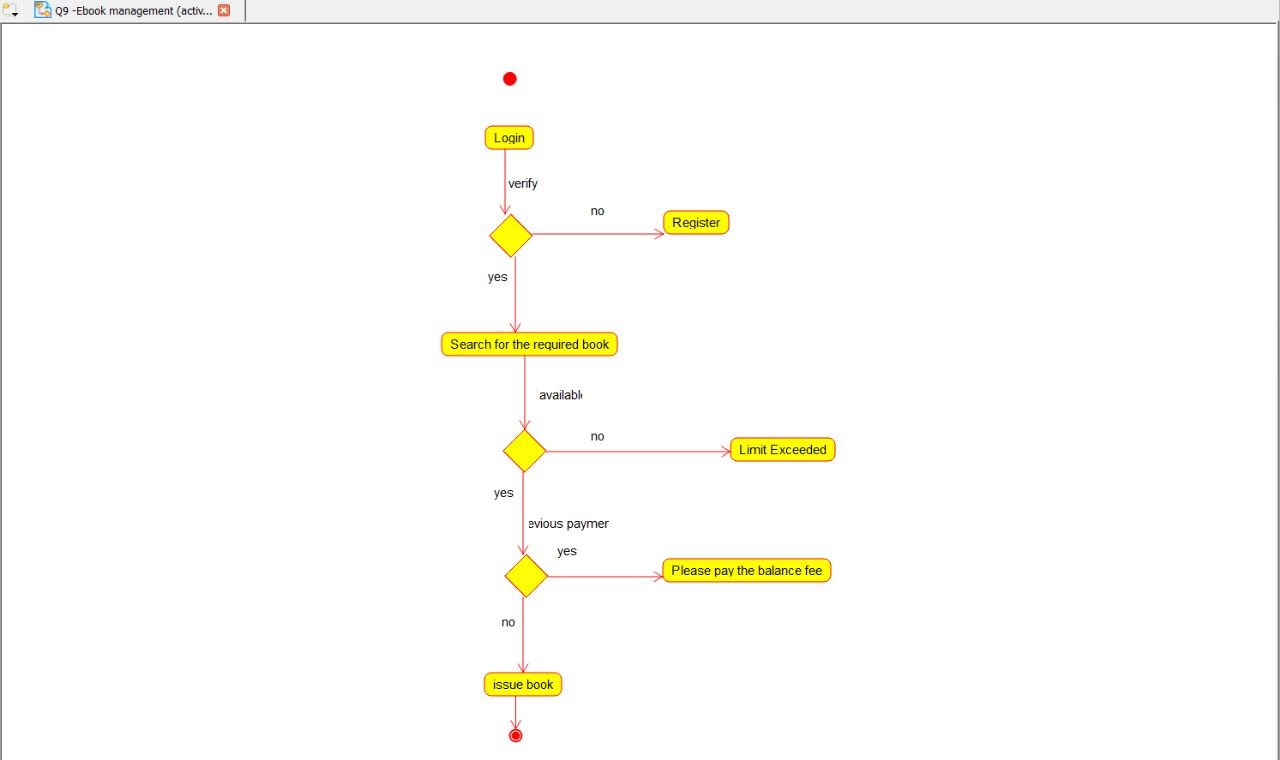 Q9 -Ebook management (activ...
Login
verify
no
Register
yes
Search for the required book
available
no
Limit Exceeded
yes
evious paymer
yes
Please pay the balance fee
no
issue book